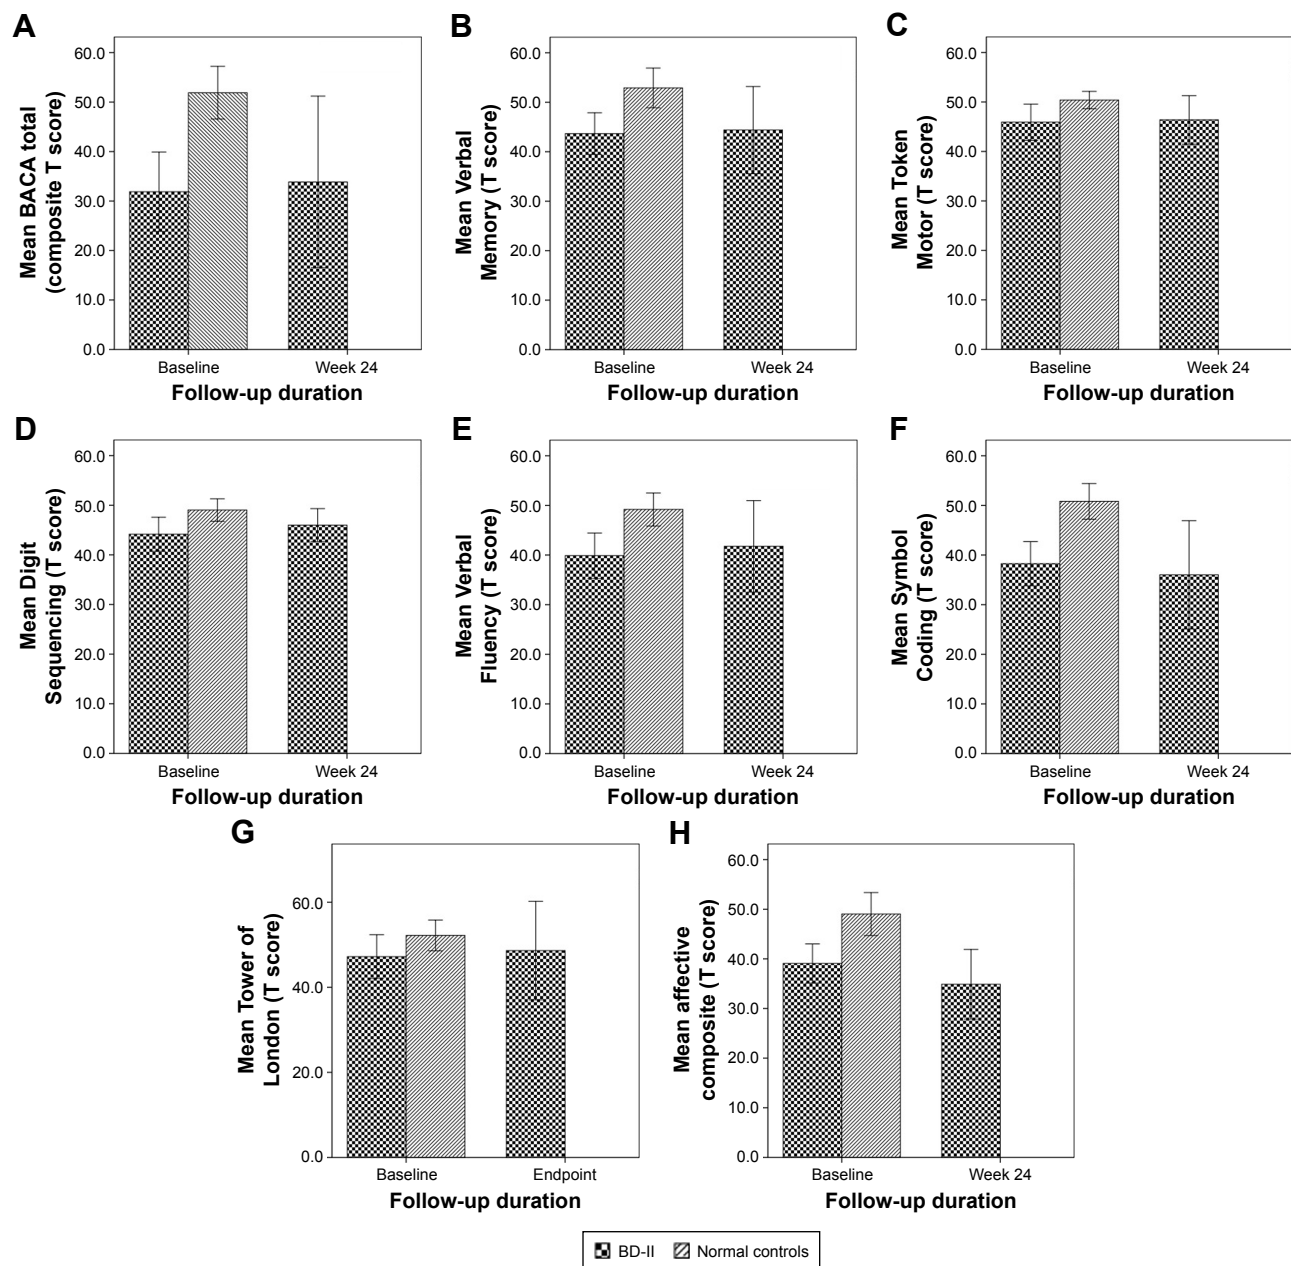 A
Mean BACA total
(composite T score)
60.0
50.0
40.0
30.0
20.0
10.0
0.0
Baseline
Week 24
Follow-up duration
B
Mean Verbal
Memory (T score)
60.0
50.0
40.0
30.0
20.0
10.0
0.0
Baseline
Week 24
Follow-up duration
C
Mean Token
Motor (T score)
60.0
50.0
40.0
30.0
20.0
10.0
0.0
Baseline
Week 24
Follow-up duration
D
Mean Digit
Sequencing (T score)
60.0
50.0
40.0
30.0
20.0
10.0
0.0
Baseline
Week 24
Follow-up duration
E
Mean Verbal
Fluency (T score)
60.0
50.0
40.0
30.0
20.0
10.0
0.0
Baseline
Week 24
Follow-up duration
F
Mean Symbol
Coding (T score)
60.0
50.0
40.0
30.0
20.0
10.0
0.0
Baseline
Week 24
Follow-up duration
G
Mean Tower of
London (T score)
60.0
40.0
20.0
0.0
Baseline
Endpoint
Follow-up duration
H
Mean affective
composite (T score)
60.0
50.0
40.0
30.0
20.0
10.0
0.0
Baseline
Week 24
Follow-up duration
BD-II
Normal controls